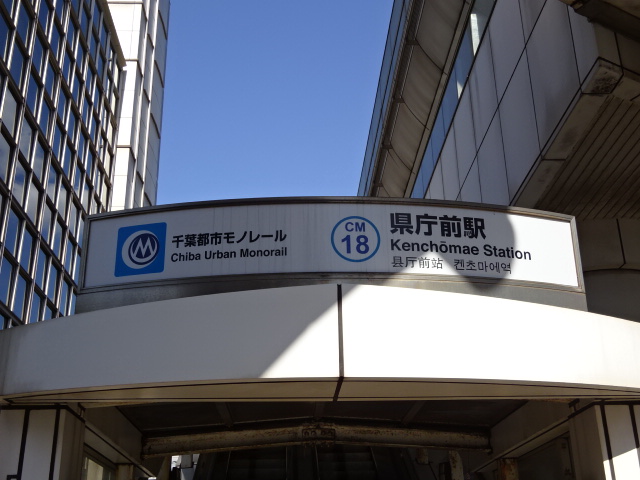 千葉都市モノレール
Chiba Urban Monorail
CM
18
県庁前駅
Kenchōmae Station
县厅前站 켄초마에역